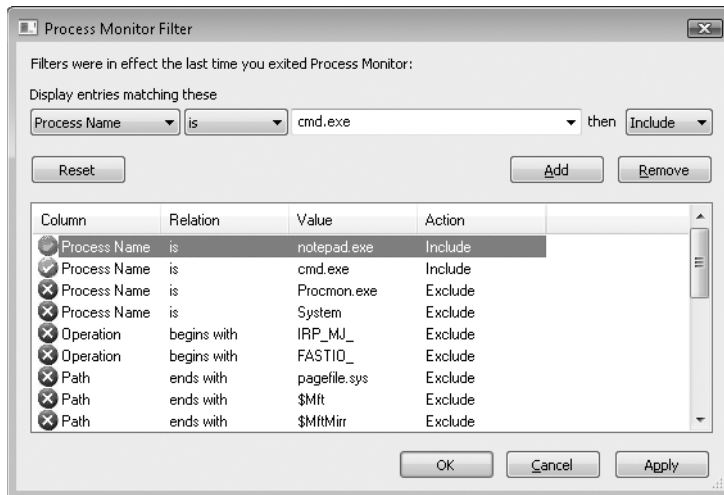 Process Monitor Filter
Filters were in effect the last time you exited Process Monitor:
Display entries matching these
Process Name is cmd.exe then Include
Reset Add Remove
Column Relation Value Action
Process Name is notepad.exe Include
Process Name is cmd.exe Include
Process Name is Procmon.exe Exclude
Process Name is System Exclude
Operation begins with IRP_MJ_ Exclude
Operation begins with FASTIO_ Exclude
Path ends with pagefile.sys Exclude
Path ends with $Mft Exclude
Path ends with $MftMirr Exclude
OK Cancel Apply